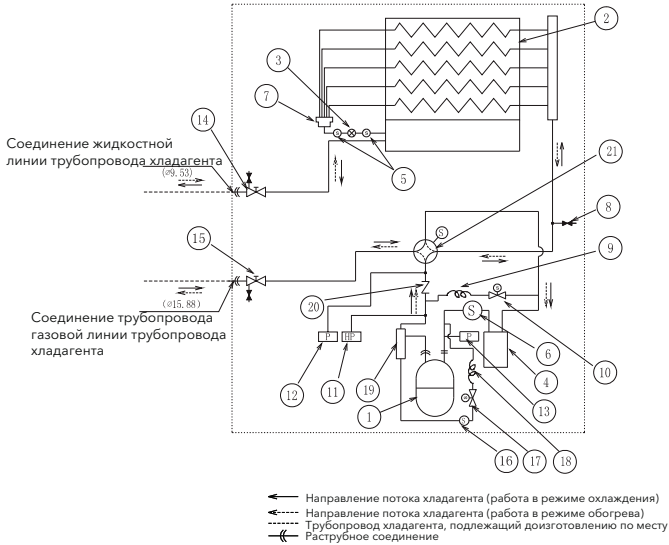 2
3
7
14
Соединение жидкостной
линии трубопровода хладагента
(⌀9.53)
S
S
5
21
S
8
15
9
(⌀15.88)
Соединение трубопровода
газовой линии трубопровода
хладагента
20
S
6
P
HP
P
12
11
19
1
4
10
13
S
16
17
18
Направление потока хладагента (работа в режиме охлаждения)
Направление потока хладагента (работа в режиме обогрева)
Трубопровод хладагента, подлежащий доизготовлению по месту
Раструбное соединение